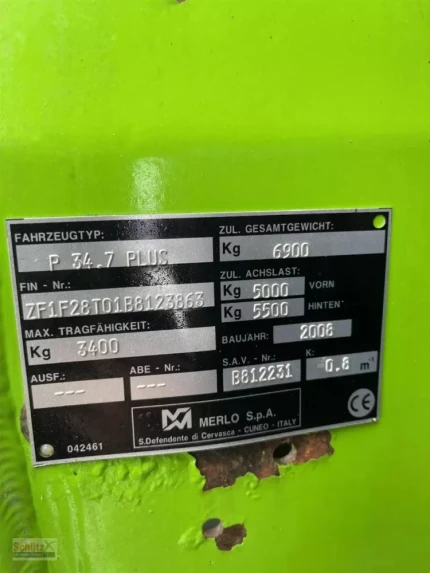 FAHRZEUGTYP:
P 34.7 PLUS
FIN - Nr.:
ZF1F28T01B8123863
MAX. TRAGFÄHIGKEIT:
Kg 3400
AUSF.: ---
ABE - Nr.: ---
ZUL. GESAMTGEWICHT:
Kg 6900
ZUL. ACHSLAST:
Kg 5000 VORN
Kg 5500 HINTEN
BAUJAHR: 2008
S.A.V. - Nr.: B812231
K: 0.8 m⁻¹
CE
MERLO S.p.A.
S.Defendente di Cervasca - CUNEO - ITALY
042461
Schlitz